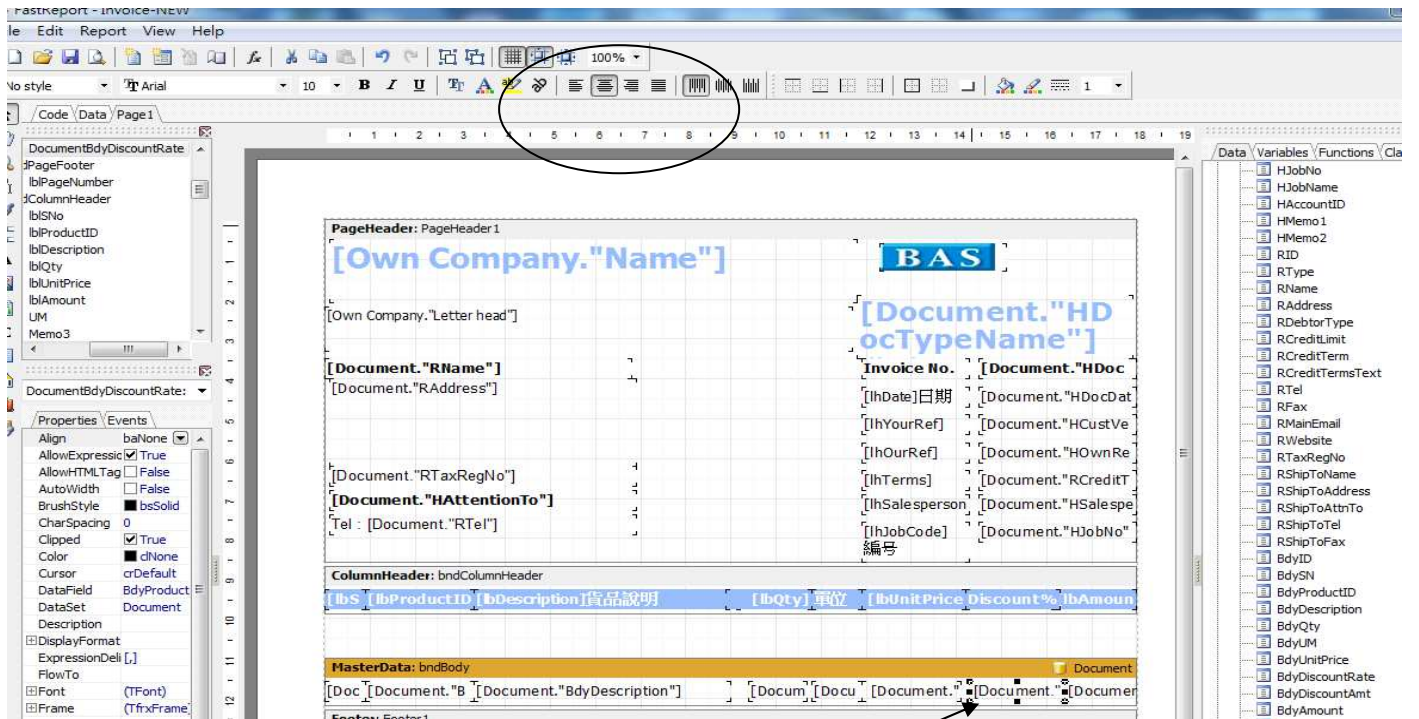 FastReport - Invoice-NEW
Edit Report View Help
100%
No style Arial 10 B I U 1
Code Data Page1
1 2 3 4 5 6 7 8 9 10 11 12 13 14 15 16 17 18 19
DocumentBdyDiscountRate
PageFooter
lblPageNumber
ColumnHeader
lblSNo
lblProductID
lblDescription
lblQty
lblUnitPrice
lblAmount
UM
Memo3
DocumentBdyDiscountRate:
Properties Events
Align baNone
AllowExpressic True
AllowHTMLTag False
AutoWidth False
BrushStyle bsSolid
CharSpacing 0
Clipped True
Color clNone
Cursor crDefault
DataField BdyProduct
DataSet Document
Description
DisplayFormat
ExpressionDeli [,]
FlowTo
Font (TFont)
Frame (TfrxFrame)
PageHeader: PageHeader1
[Own Company."Name"]
BAS
[Own Company."Letter head"]
[Document."HD
ocTypeName"]
[Document."RName"]
Invoice No. [Document."HDoc
[Document."RAddress"]
[lhDate]日期 [Document."HDocDat
[lhYourRef] [Document."HCustVe
[lhOurRef] [Document."HOwnRe
[Document."RTaxRegNo"]
[lhTerms] [Document."RCreditT
[Document."HAttentionTo"]
[lhSalesperson [Document."HSalespe
Tel : [Document."RTel"]
[lhJobCode] [Document."HJobNo"
編号
ColumnHeader: bndColumnHeader
[lbS [lbProductID [lbDescription]貨品說明 [lbQty] 單位 [lbUnitPrice Discount% lbAmoun
MasterData: bndBody Document
[Doc [Document."B [Document."BdyDescription"] [Docum [Docu [Document." [Document." [Documer
Footer: Footer1
Data Variables Functions Cla
HJobNo
HJobName
HAccountID
HMemo1
HMemo2
RID
RType
RName
RAddress
RDebtorType
RCreditLimit
RCreditTerm
RCreditTermsText
RTel
RFax
RMainEmail
RWebsite
RTaxRegNo
RShipToName
RShipToAddress
RShipToAttnTo
RShipToTel
RShipToFax
BdyID
BdySN
BdyProductID
BdyDescription
BdyQty
BdyUM
BdyUnitPrice
BdyDiscountRate
BdyDiscountAmt
BdyAmount